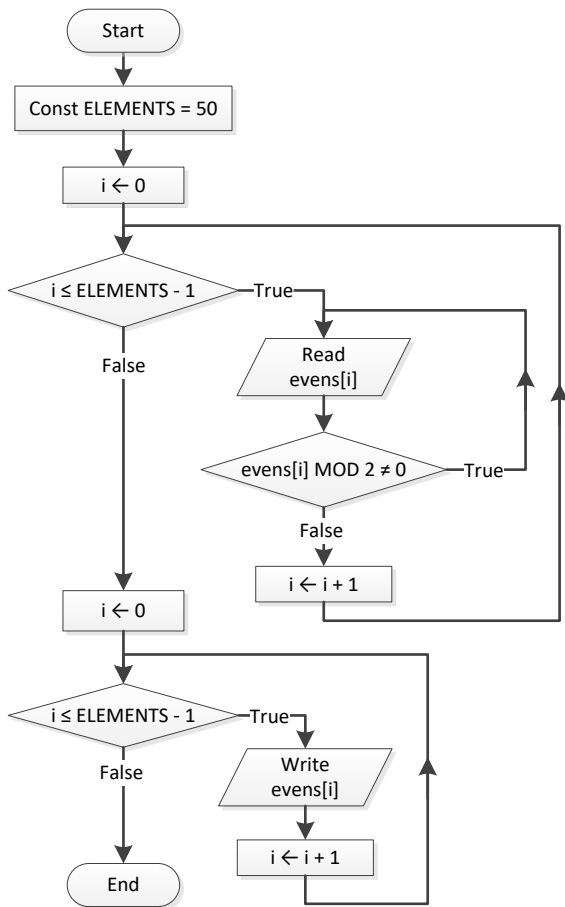 Start
Const ELEMENTS = 50
i ← 0
i ≤ ELEMENTS - 1
True
False
Read
evens[i]
evens[i] MOD 2 ≠ 0
True
False
i ← i + 1
i ← 0
i ≤ ELEMENTS - 1
True
False
Write
evens[i]
i ← i + 1
End